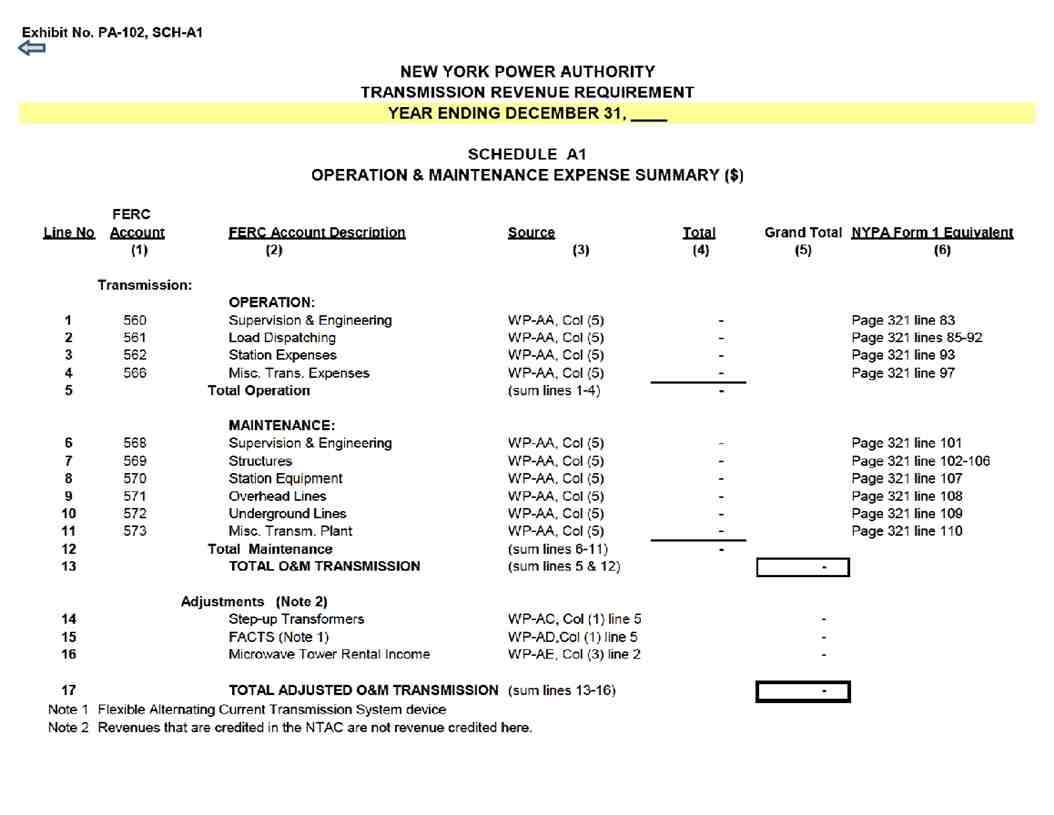 Exhibit No. PA-102, SCH-A1
NEW YORK POWER AUTHORITY
TRANSMISSION REVENUE REQUIREMENT
YEAR ENDING DECEMBER 31, ____
SCHEDULE A1
OPERATION & MAINTENANCE EXPENSE SUMMARY ($)
FERC
Line No Account FERC Account Description Source Total Grand Total NYPA Form 1 Equivalent
(1) (2) (3) (4) (5) (6)
Transmission:
OPERATION:
1 560 Supervision & Engineering WP-AA, Col (5) - Page 321 line 83
2 561 Load Dispatching WP-AA, Col (5) - Page 321 lines 85-92
3 562 Station Expenses WP-AA, Col (5) - Page 321 line 93
4 566 Misc. Trans. Expenses WP-AA, Col (5) - Page 321 line 97
5 Total Operation (sum lines 1-4) -
MAINTENANCE:
6 568 Supervision & Engineering WP-AA, Col (5) - Page 321 line 101
7 569 Structures WP-AA, Col (5) - Page 321 line 102-106
8 570 Station Equipment WP-AA, Col (5) - Page 321 line 107
9 571 Overhead Lines WP-AA, Col (5) - Page 321 line 108
10 572 Underground Lines WP-AA, Col (5) - Page 321 line 109
11 573 Misc. Transm. Plant WP-AA, Col (5) - Page 321 line 110
12 Total Maintenance (sum lines 6-11) -
13 TOTAL O&M TRANSMISSION (sum lines 5 & 12) -
Adjustments (Note 2)
14 Step-up Transformers WP-AC, Col (1) line 5 -
15 FACTS (Note 1) WP-AD,Col (1) line 5 -
16 Microwave Tower Rental Income WP-AE, Col (3) line 2 -
17 TOTAL ADJUSTED O&M TRANSMISSION (sum lines 13-16) -
Note 1 Flexible Alternating Current Transmission System device
Note 2 Revenues that are credited in the NTAC are not revenue credited here.